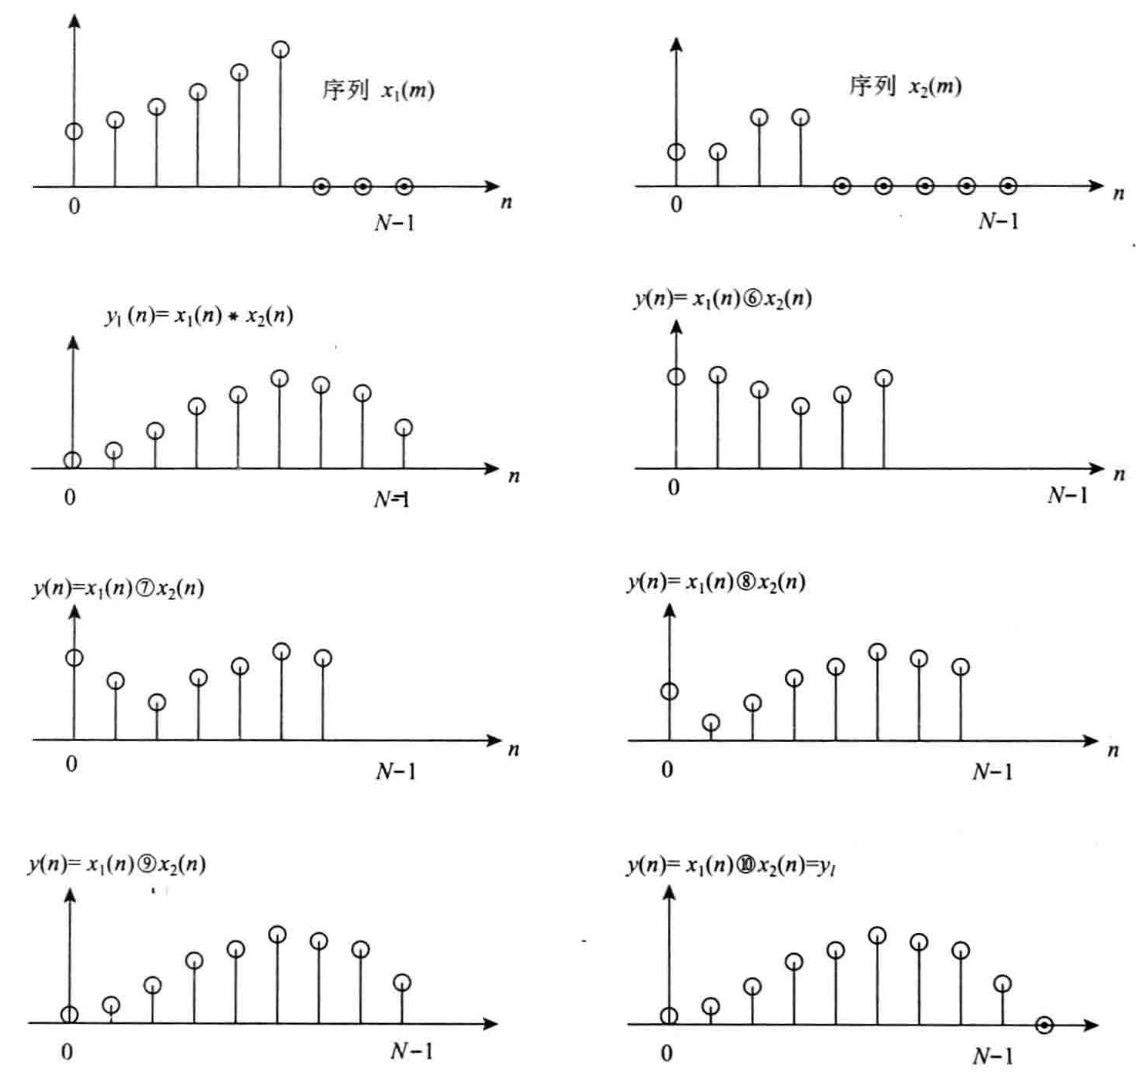 序列 x₁(m)
0
N−1
n
序列 x₂(m)
0
N−1
n
y₁(n)= x₁(n) * x₂(n)
0
N−1
n
y(n)= x₁(n)⑥x₂(n)
0
N−1
n
y(n)=x₁(n)⑦x₂(n)
0
N−1
n
y(n)= x₁(n)⑧x₂(n)
0
N−1
n
y(n)= x₁(n)⑨x₂(n)
0
N−1
y(n)= x₁(n)⑩x₂(n)=yₗ
0
N−1